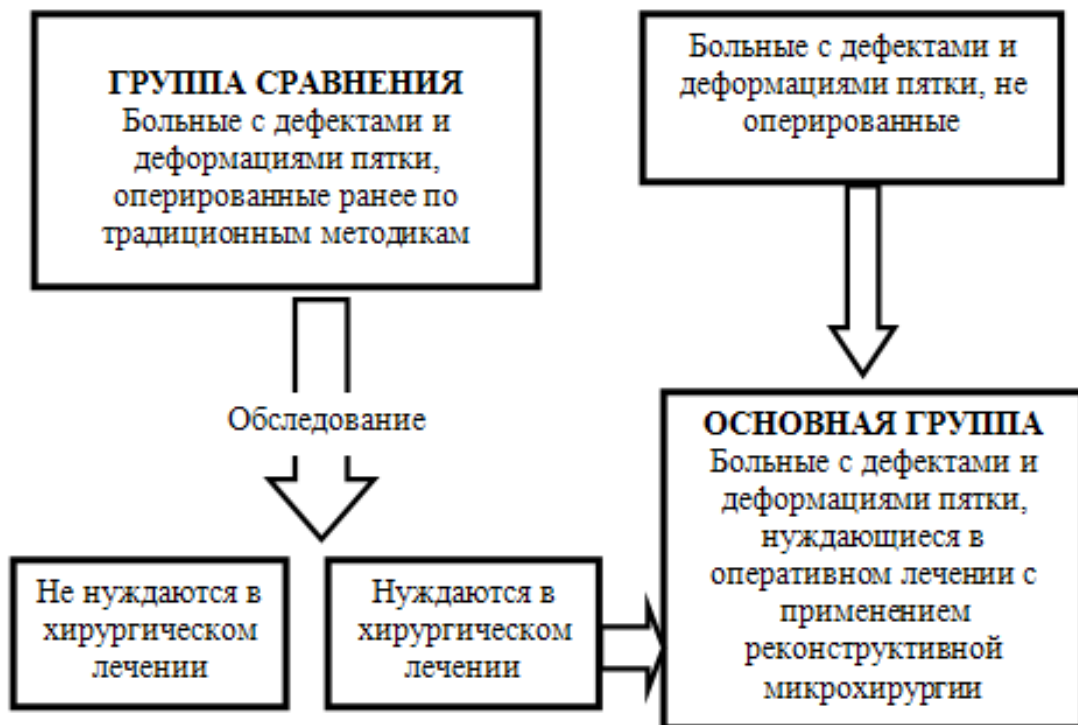 ГРУППА СРАВНЕНИЯ
Больные с дефектами и
деформациями пятки,
оперированные ранее по
традиционным методикам
Больные с дефектами и
деформациями пятки, не
оперированные
Обследование
Не нуждаются в
хирургическом
лечении
Нуждаются в
хирургическом
лечении
ОСНОВНАЯ ГРУППА
Больные с дефектами и
деформациями пятки,
нуждающиеся в
оперативном лечении с
применением
реконструктивной
микрохирургии